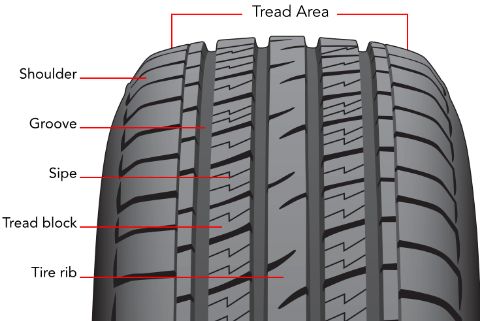 Tread Area
Shoulder
Groove
Sipe
Tread block
Tire rib